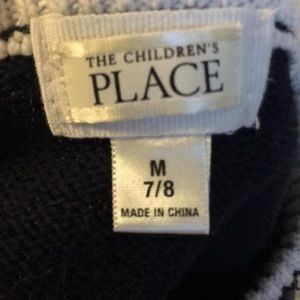 THE CHILDREN'S
PLACE
M
7/8
MADE IN CHINA